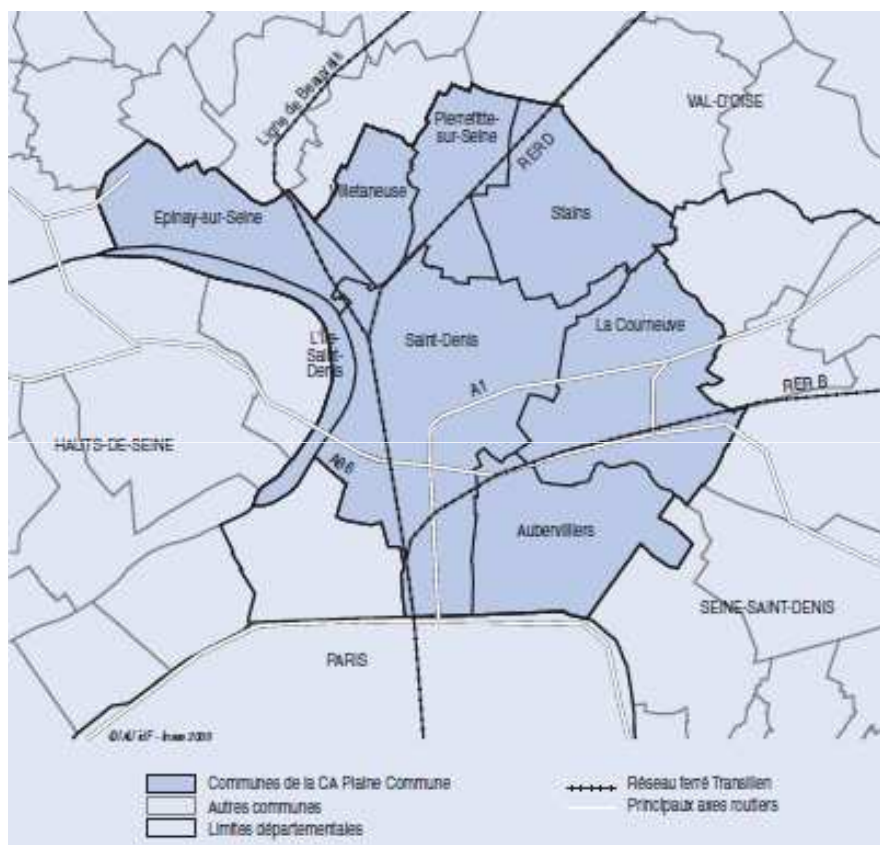 Ligne de Beauvais
VAL-D'OISE
Pierrefitte-
sur-Seine
RER D
Villetaneuse
Epinay-sur-Seine
Stains
L'Ile-
Saint-
Denis
Saint-Denis
La Courneuve
A1
RER B
HAUTS-DE-SEINE
A86
Aubervilliers
SEINE-SAINT-DENIS
PARIS
Communes de la CA Plaine Commune
Autres communes
Limites départementales
Réseau ferré Transilien
Principaux axes routiers